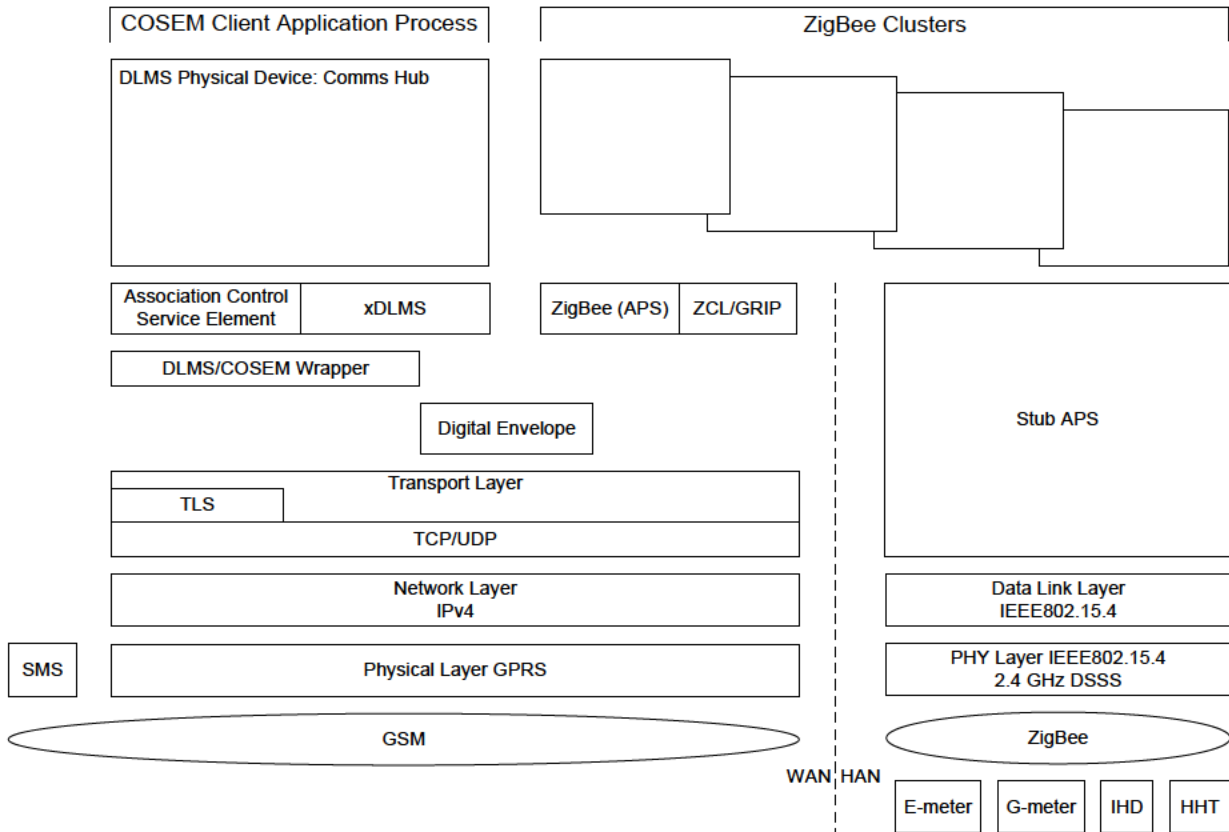 COSEM Client Application Process
ZigBee Clusters
DLMS Physical Device: Comms Hub
Association Control
Service Element
xDLMS
ZigBee (APS)
ZCL/GRIP
DLMS/COSEM Wrapper
Digital Envelope
Stub APS
Transport Layer
TLS
TCP/UDP
Network Layer
IPv4
Data Link Layer
IEEE802.15.4
SMS
Physical Layer GPRS
PHY Layer IEEE802.15.4
2.4 GHz DSSS
GSM
ZigBee
WAN
HAN
E-meter
G-meter
IHD
HHT